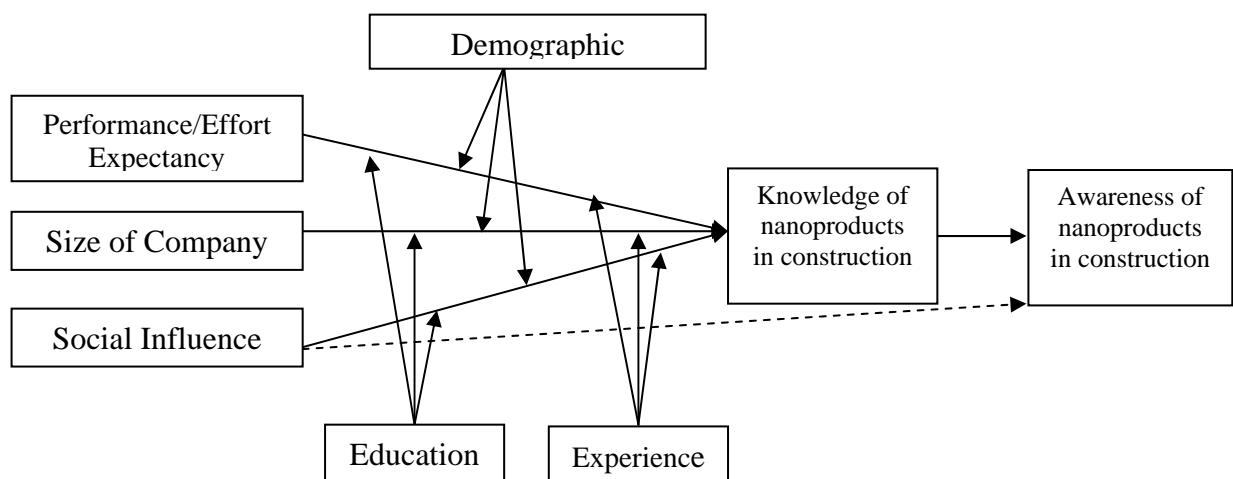 Demographic
Performance/Effort
Expectancy
Size of Company
Social Influence
Knowledge of
nanoproducts
in construction
Awareness of
nanoproducts
in construction
Education
Experience